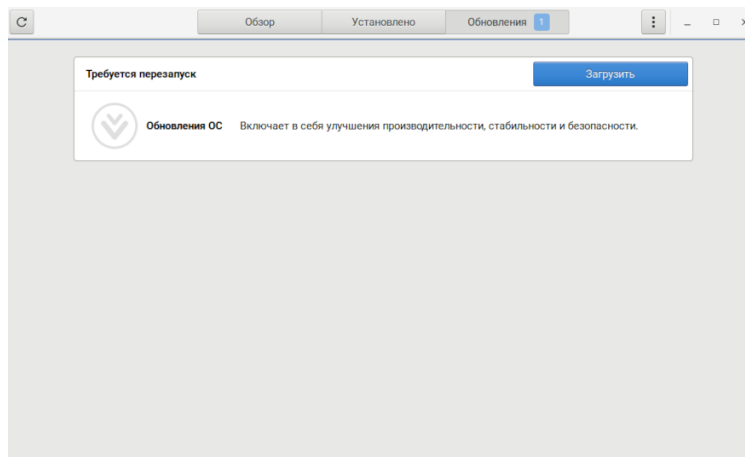 Обзор Установлено Обновления 1
Требуется перезапуск Загрузить
Обновления ОС Включает в себя улучшения производительности, стабильности и безопасности.